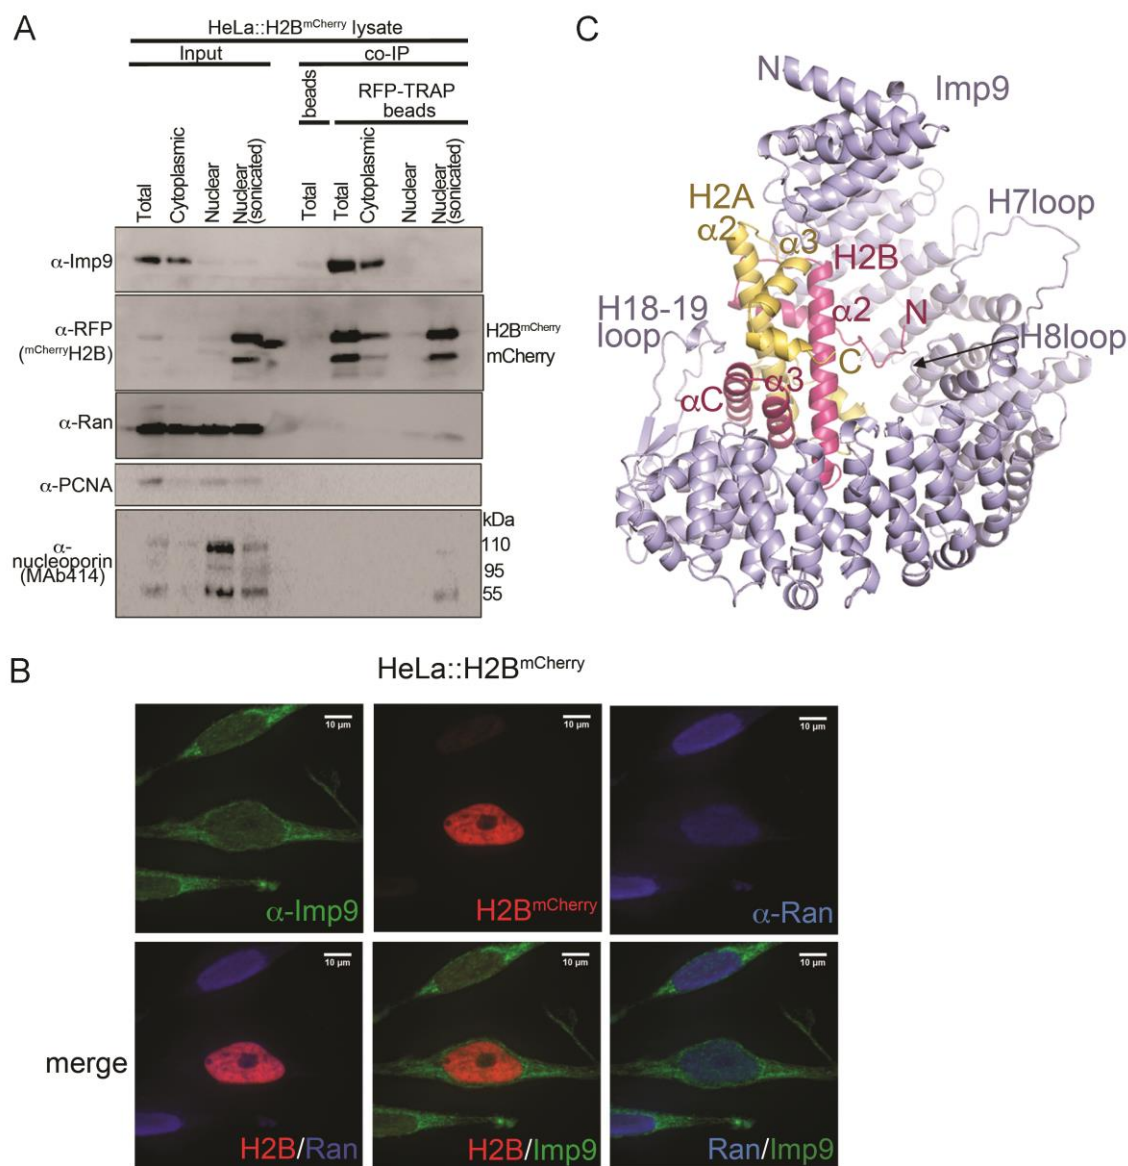 A
HeLa::H2BmCherry lysate
Input
co-IP
beads
RFP-TRAP
beads
Total
Cytoplasmic
Nuclear
Nuclear
(sonicated)
Total
Total
Cytoplasmic
Nuclear
Nuclear
(sonicated)
α-Imp9
α-RFP
(mCherryH2B)
H2BmCherry
mCherry
α-Ran
α-PCNA
α-
nucleoporin
(MAb414)
kDa
110
95
55
C
N
Imp9
H2A
α2
α3
H2B
H7loop
α2
N
H18-19
loop
C
H8loop
αC
α3
B
HeLa::H2BmCherry
10 µm
α-Imp9
10 µm
H2BmCherry
10 µm
α-Ran
merge
10 µm
H2B/Ran
10 µm
H2B/Imp9
10 µm
Ran/Imp9